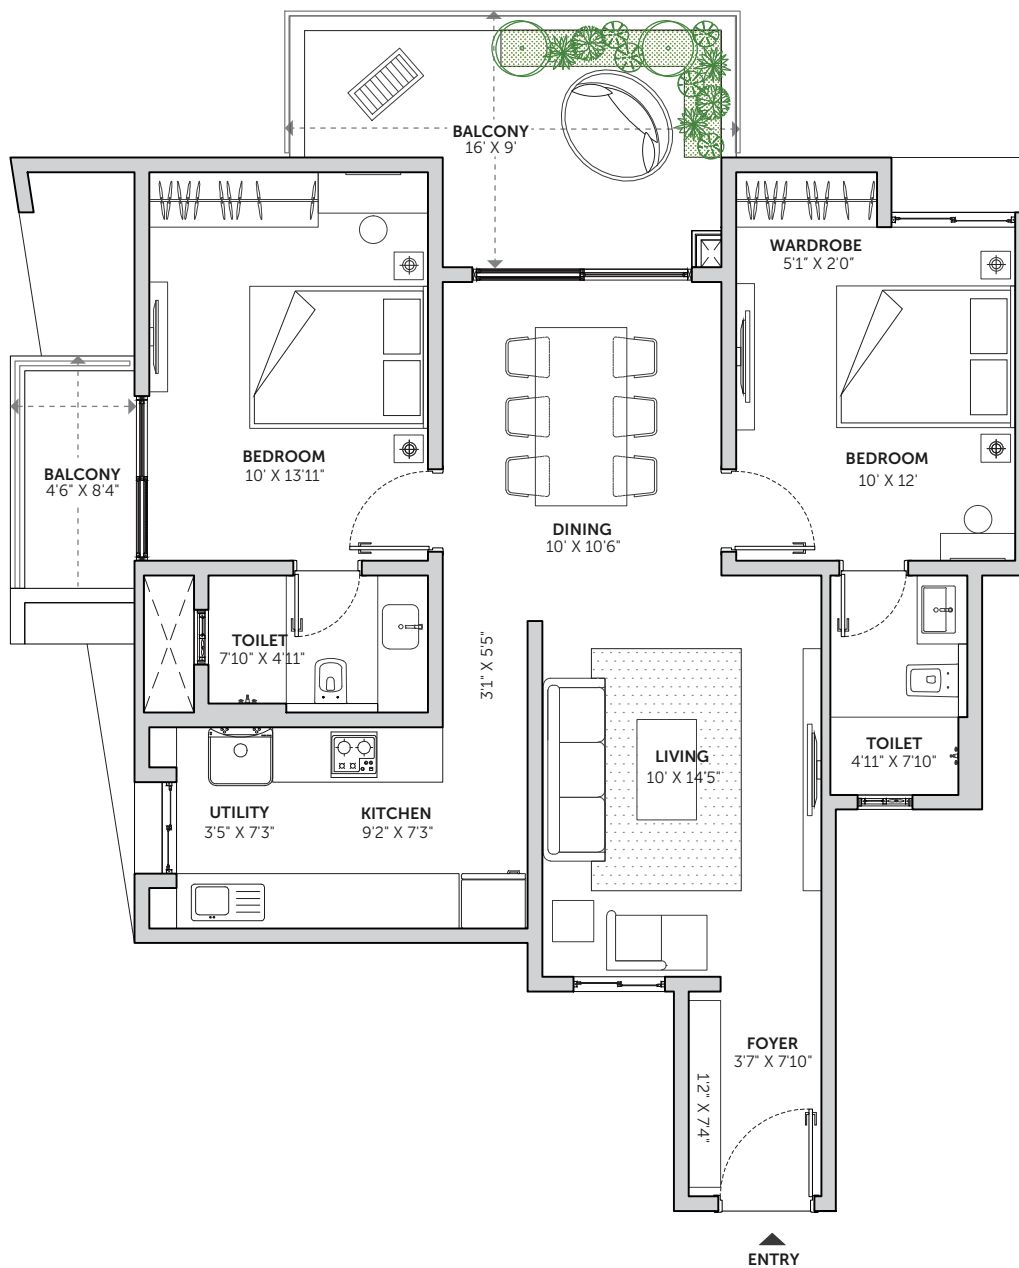 BALCONY
16' X 9'
WARDROBE
5'1" X 2'0"
BEDROOM
10' X 13'11"
BEDROOM
10' X 12'
BALCONY
4'6" X 8'4"
DINING
10' X 10'6"
TOILET
7'10" X 4'11"
3'1" X 5'5"
LIVING
10' X 14'5"
TOILET
4'11" X 7'10"
UTILITY
3'5" X 7'3"
KITCHEN
9'2" X 7'3"
FOYER
3'7" X 7'10"
1'2" X 7'4"
ENTRY